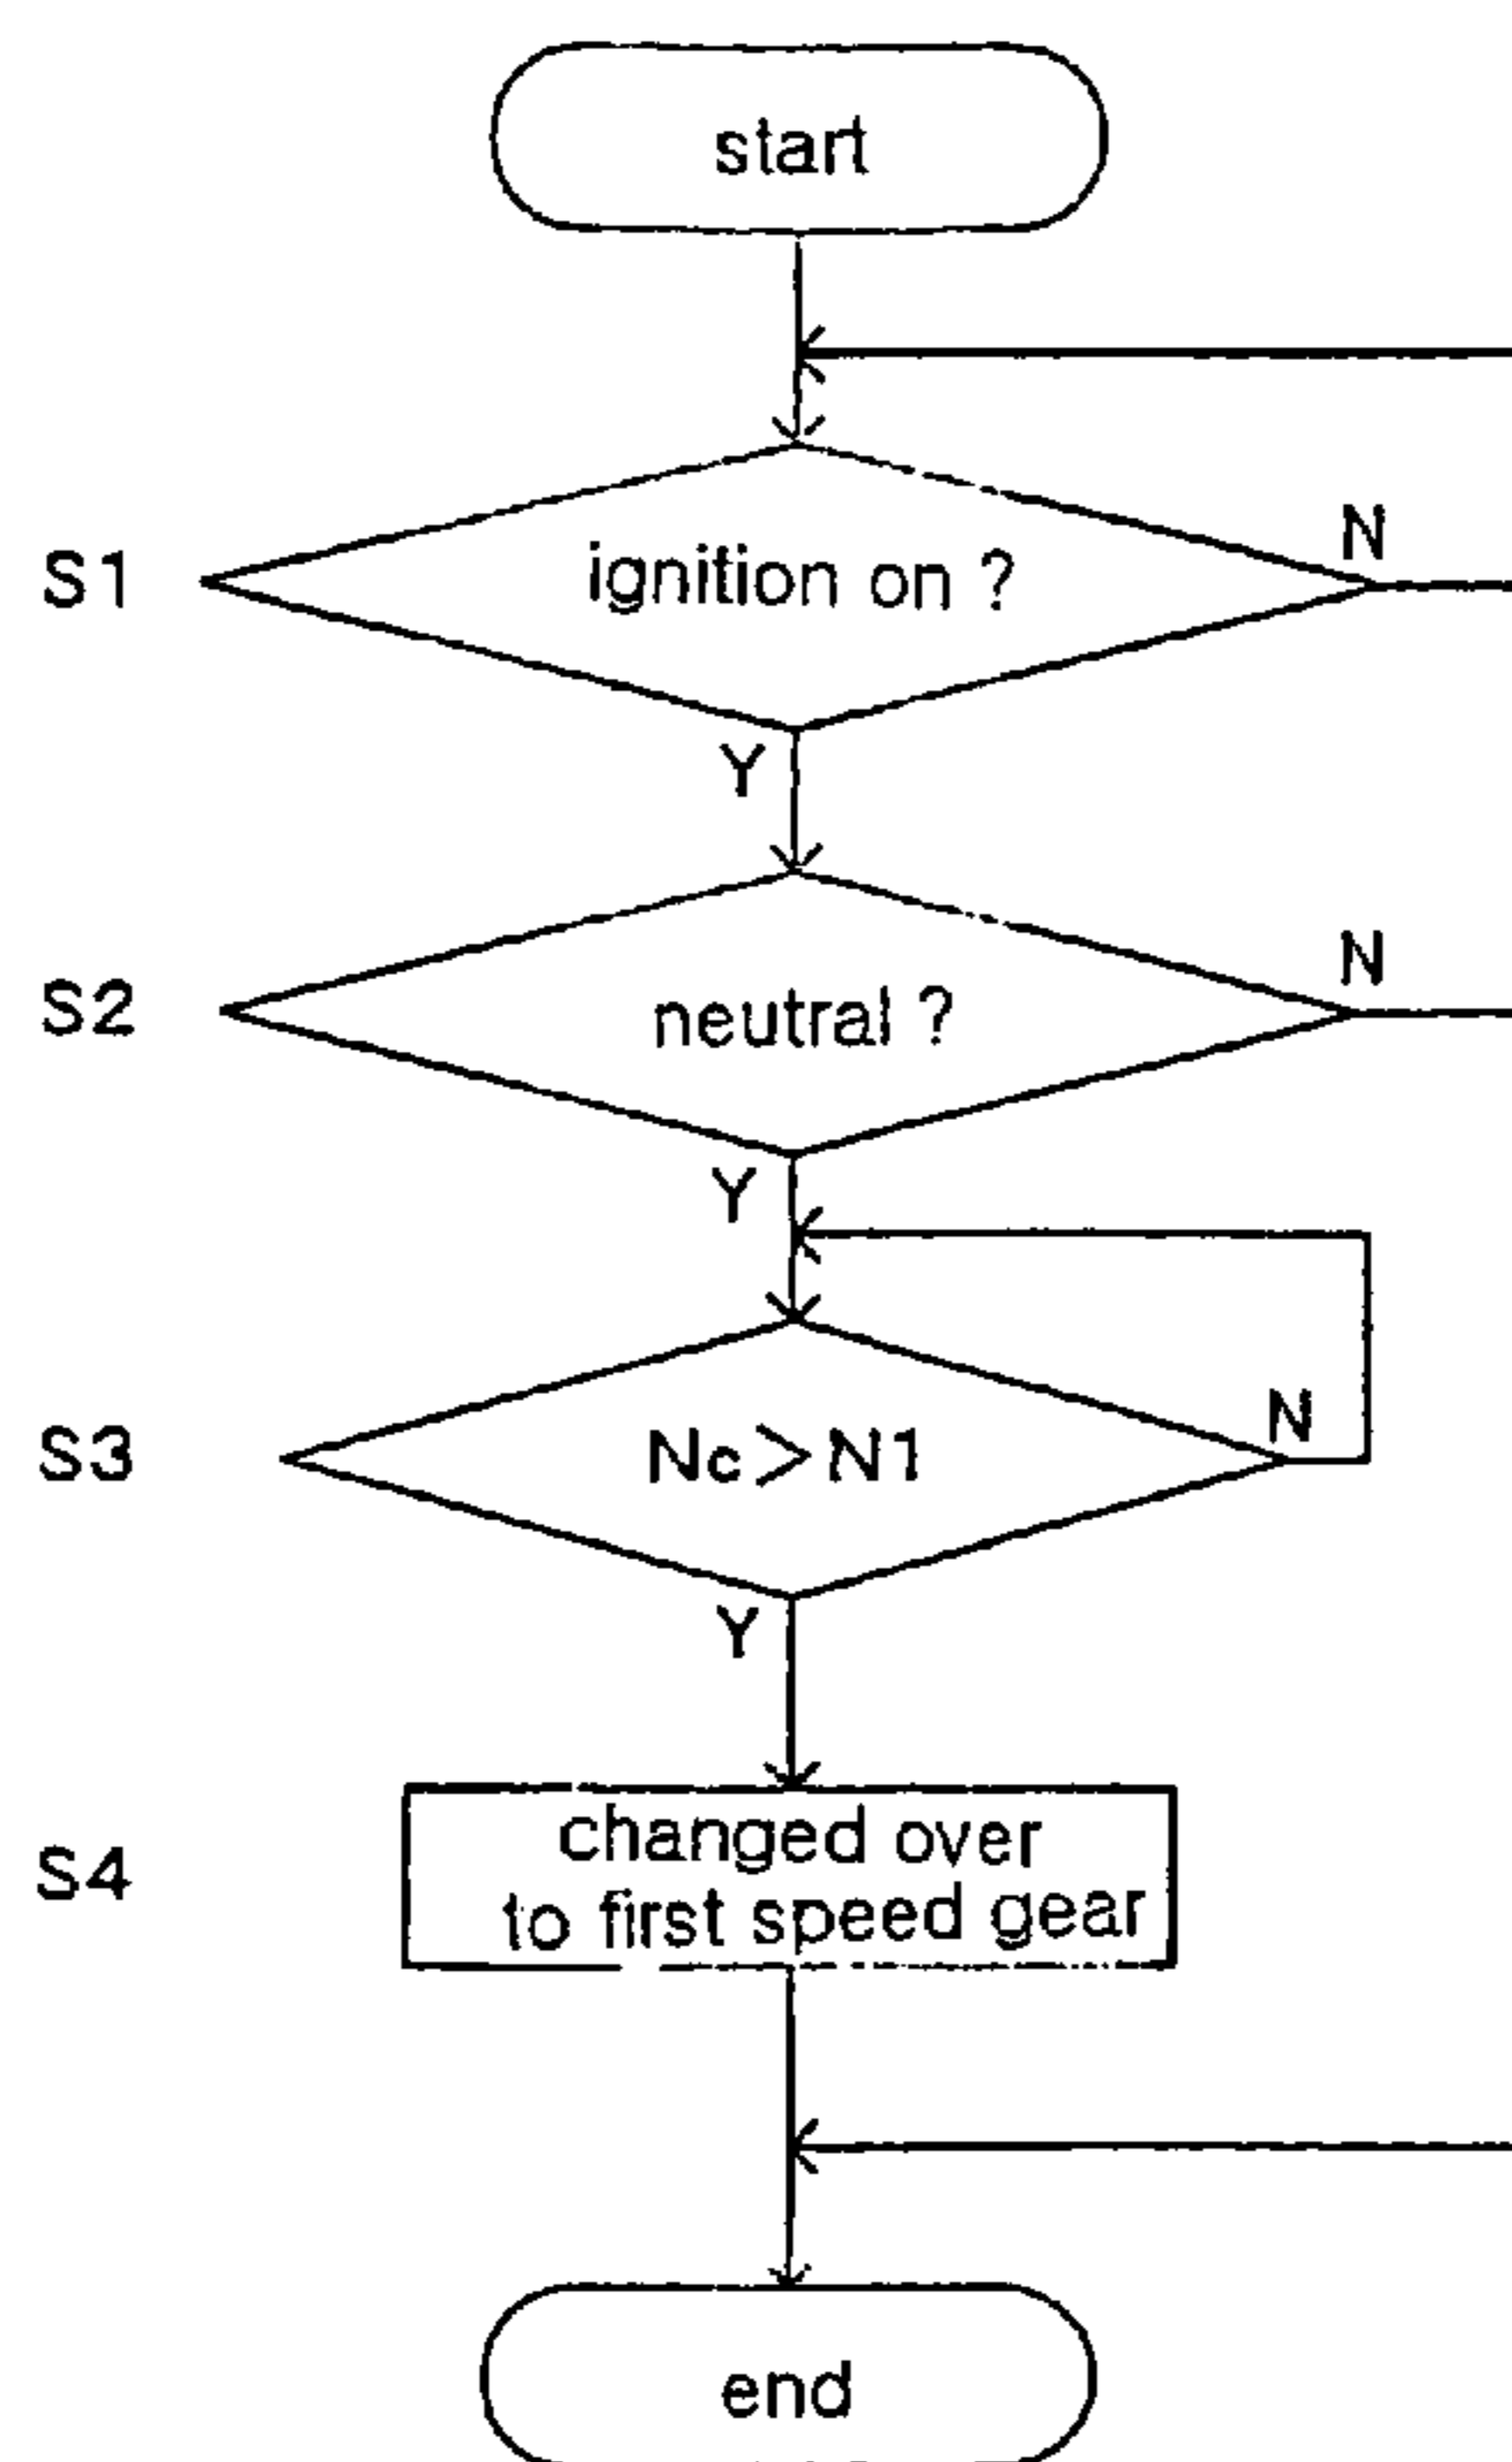 start
N
S1
ignition on ?
Y
N
S2
neutral ?
Y
N
S3
Nc>N1
Y
changed over
S4
to first speed gear
end